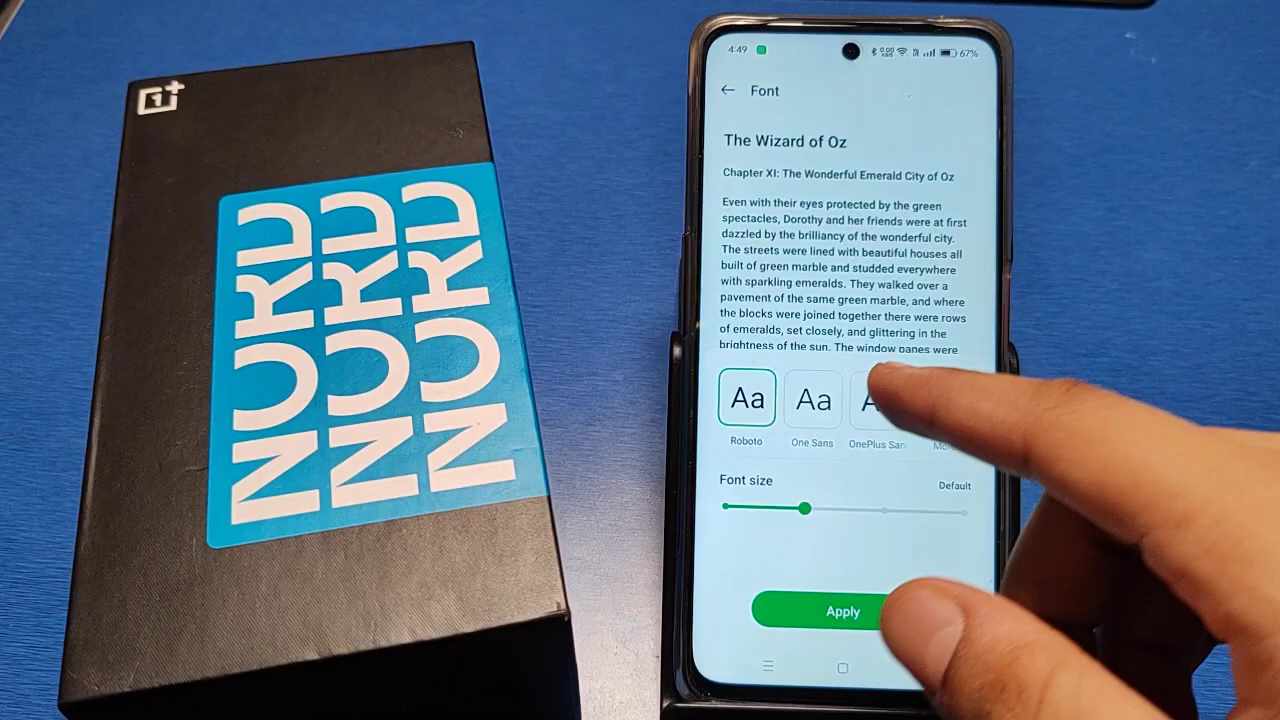 NORD
NORD
NORD
4:49
67%
Font
The Wizard of Oz
Chapter XI: The Wonderful Emerald City of Oz
Even with their eyes protected by the green
spectacles, Dorothy and her friends were at first
dazzled by the brilliancy of the wonderful city.
The streets were lined with beautiful houses all
built of green marble and studded everywhere
with sparkling emeralds. They walked over a
pavement of the same green marble, and where
the blocks were joined together there were rows
of emeralds, set closely, and glittering in the
brightness of the sun. The window panes were
Aa Aa A
Roboto One Sans OnePlus San
Font size Default
Apply